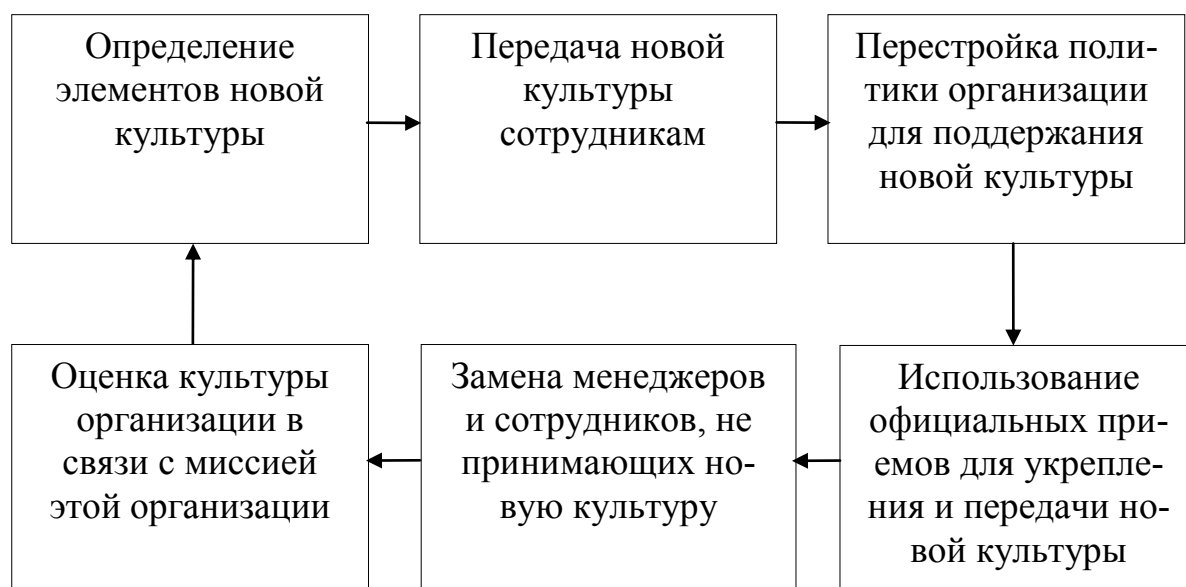 Определение
элементов новой
культуры
Передача новой
культуры
сотрудникам
Перестройка поли-
тики организации
для поддержания
новой культуры
Оценка культуры
организации в
связи с миссией
этой организации
Замена менеджеров
и сотрудников, не
принимающих но-
вую культуру
Использование
официальных при-
емов для укрепле-
ния и передачи но-
вой культуры